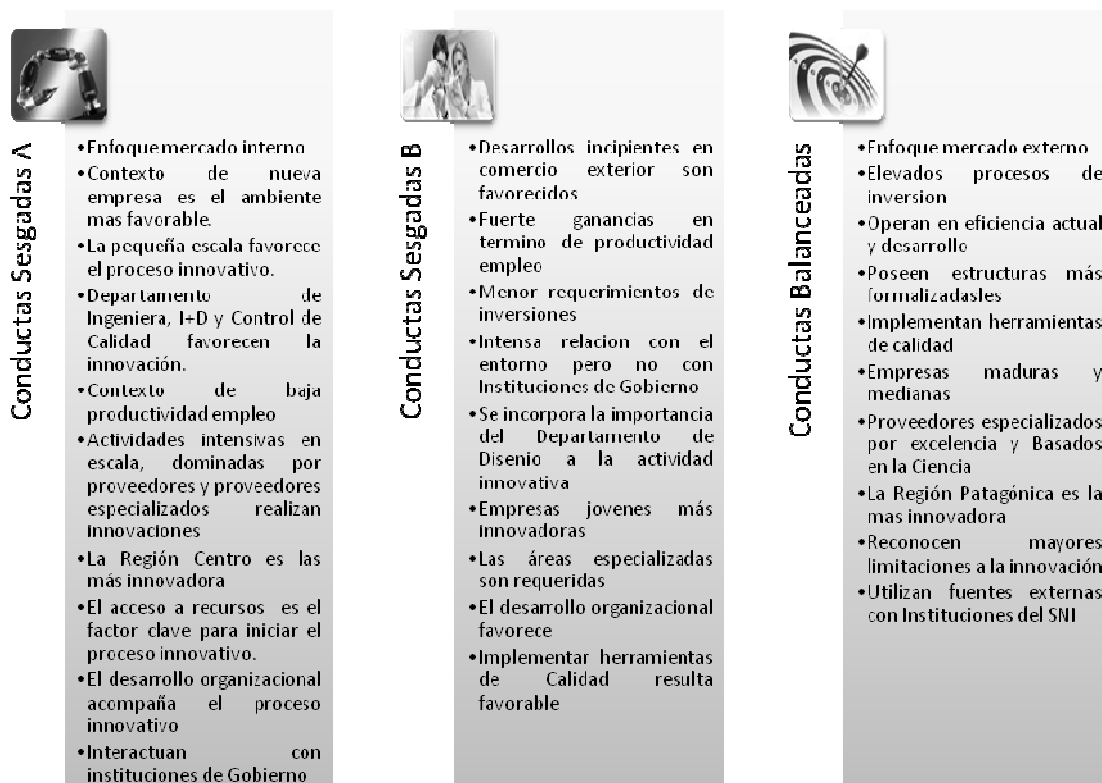 Conductas Sesgadas A
•Enfoque mercado interno
•Contexto de nueva
empresa es el ambiente
mas favorable.
•La pequeña escala favorece
el proceso innovativo.
•Departamento de
Ingeniera, I+D y Control de
Calidad favorecen la
innovación.
•Contexto de baja
productividad empleo
•Actividades intensivas en
escala, dominadas por
proveedores y proveedores
especializados realizan
innovaciones
•La Región Centro es las
más innovadora
•El acceso a recursos es el
factor clave para iniciar el
proceso innovativo.
•El desarrollo organizacional
acompaña el proceso
innovativo
•Interactuan con
instituciones de Gobierno
Conductas Sesgadas B
•Desarrollos incipientes en
comercio exterior son
favorecidos
•Fuerte ganancias en
termino de productividad
empleo
•Menor requerimientos de
inversiones
•Intensa relacion con el
entorno pero no con
Instituciones de Gobierno
•Se incorpora la importancia
del Departamento de
Disenio a la actividad
innovativa
•Empresas jovenes más
innovadoras
•Las áreas especializadas
son requeridas
•El desarrollo organizacional
favorece
•Implementar herramientas
de Calidad resulta
favorable
Conductas Balanceadas
•Enfoque mercado externo
•Elevados procesos de
inversion
•Operan en eficiencia actual
y desarrollo
•Poseen estructuras más
formalizadasles
•Implementan herramientas
de calidad
•Empresas maduras y
medianas
•Proveedores especializados
por excelencia y Basados
en la Ciencia
•La Región Patagónica es la
mas innovadora
•Reconocen mayores
limitaciones a la innovación
•Utilizan fuentes externas
con Instituciones del SNI